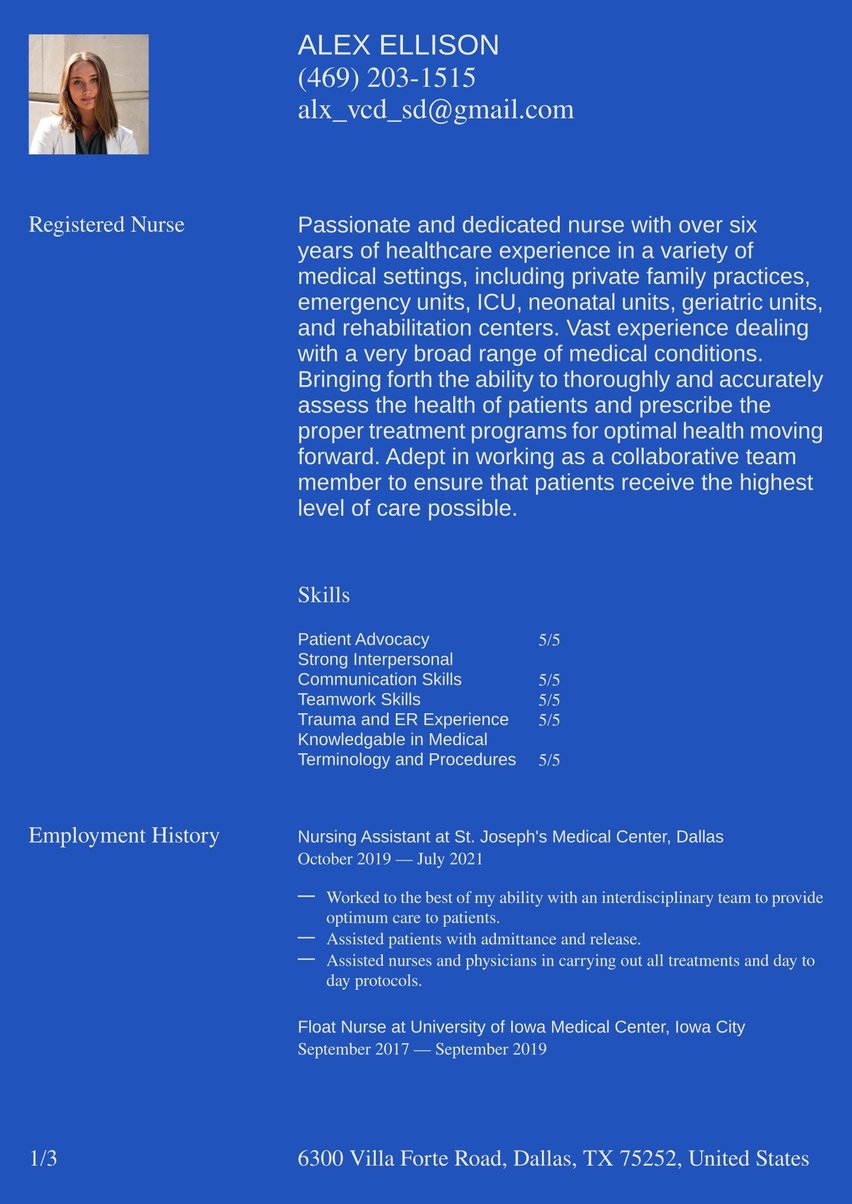 ALEX ELLISON
(469) 203-1515
alx_vcd_sd@gmail.com
Registered Nurse
Passionate and dedicated nurse with over six
years of healthcare experience in a variety of
medical settings, including private family practices,
emergency units, ICU, neonatal units, geriatric units,
and rehabilitation centers. Vast experience dealing
with a very broad range of medical conditions.
Bringing forth the ability to thoroughly and accurately
assess the health of patients and prescribe the
proper treatment programs for optimal health moving
forward. Adept in working as a collaborative team
member to ensure that patients receive the highest
level of care possible.
Skills
Patient Advocacy 5/5
Strong Interpersonal
Communication Skills 5/5
Teamwork Skills 5/5
Trauma and ER Experience 5/5
Knowledgable in Medical
Terminology and Procedures 5/5
Employment History
Nursing Assistant at St. Joseph's Medical Center, Dallas
October 2019 — July 2021
— Worked to the best of my ability with an interdisciplinary team to provide
optimum care to patients.
— Assisted patients with admittance and release.
— Assisted nurses and physicians in carrying out all treatments and day to
day protocols.
Float Nurse at University of Iowa Medical Center, Iowa City
September 2017 — September 2019
1/3 6300 Villa Forte Road, Dallas, TX 75252, United States